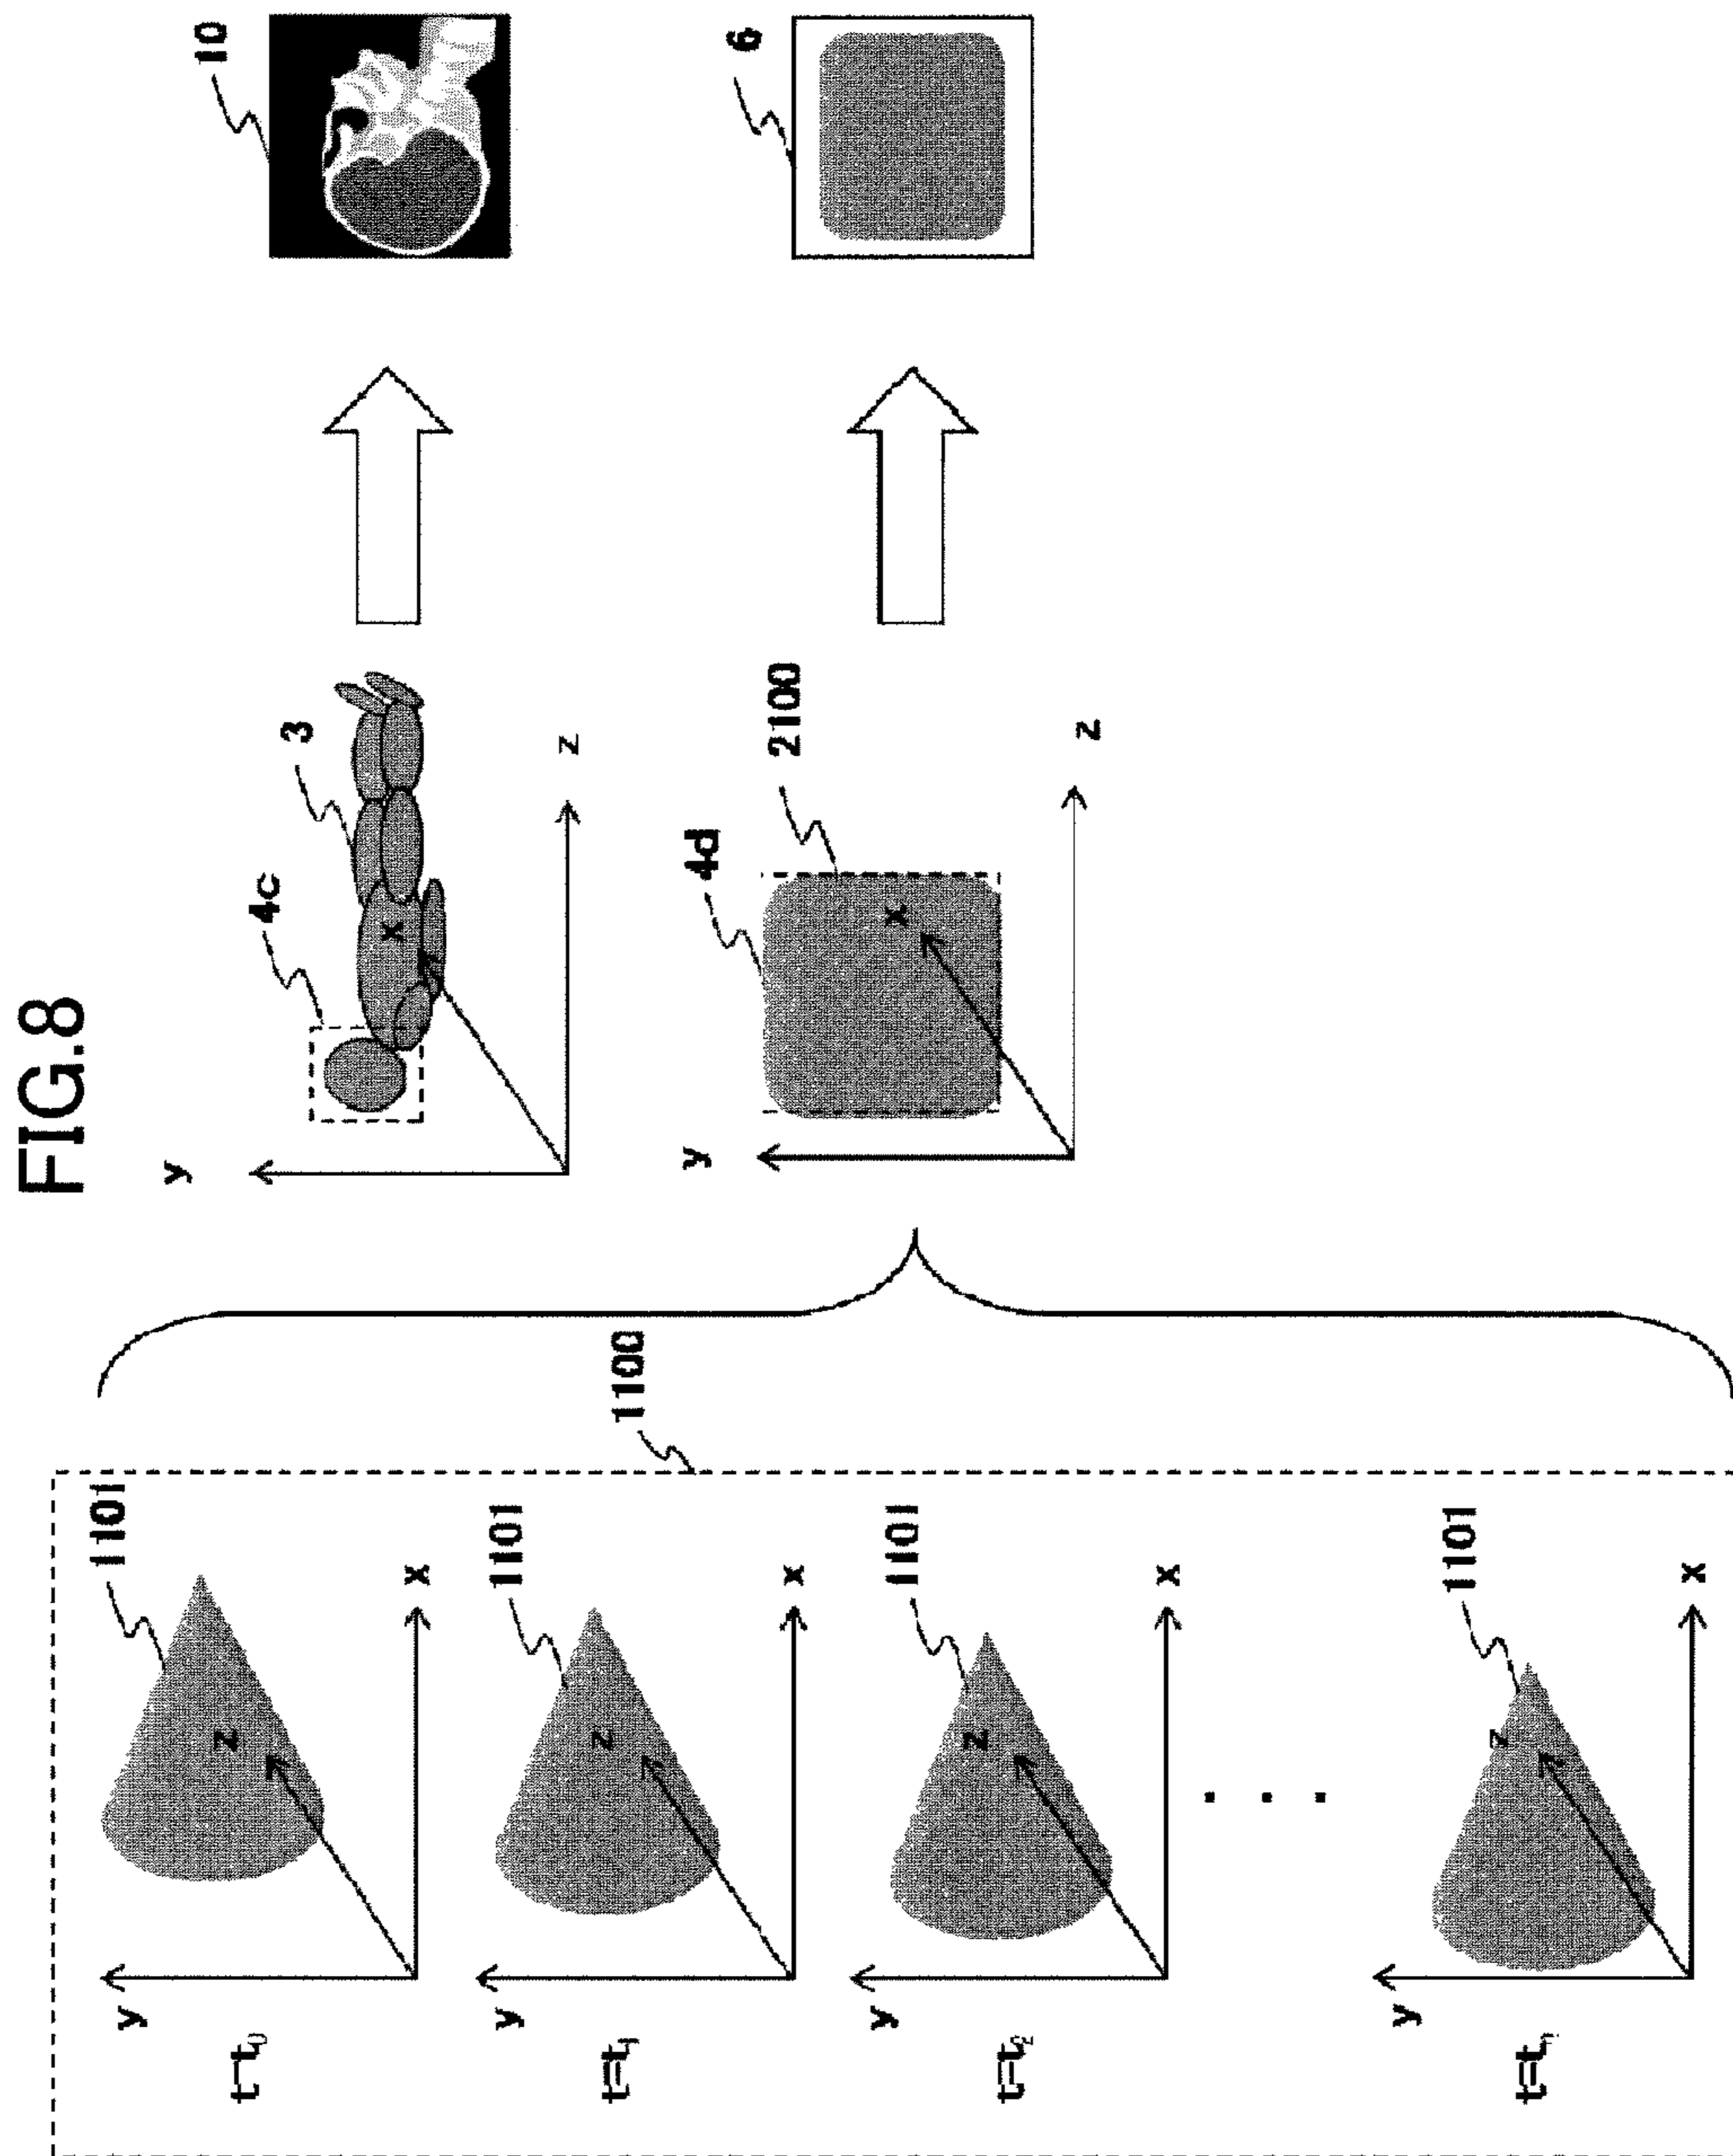 FIG.8
t=t₀
y
z
x
1101
t=t₁
y
z
x
1101
t=t₂
y
z
x
1101
. . .
t=tₙ
y
z
x
1101
1100
y
4c
3
x
z
10
y
4d
2100
x
z
6